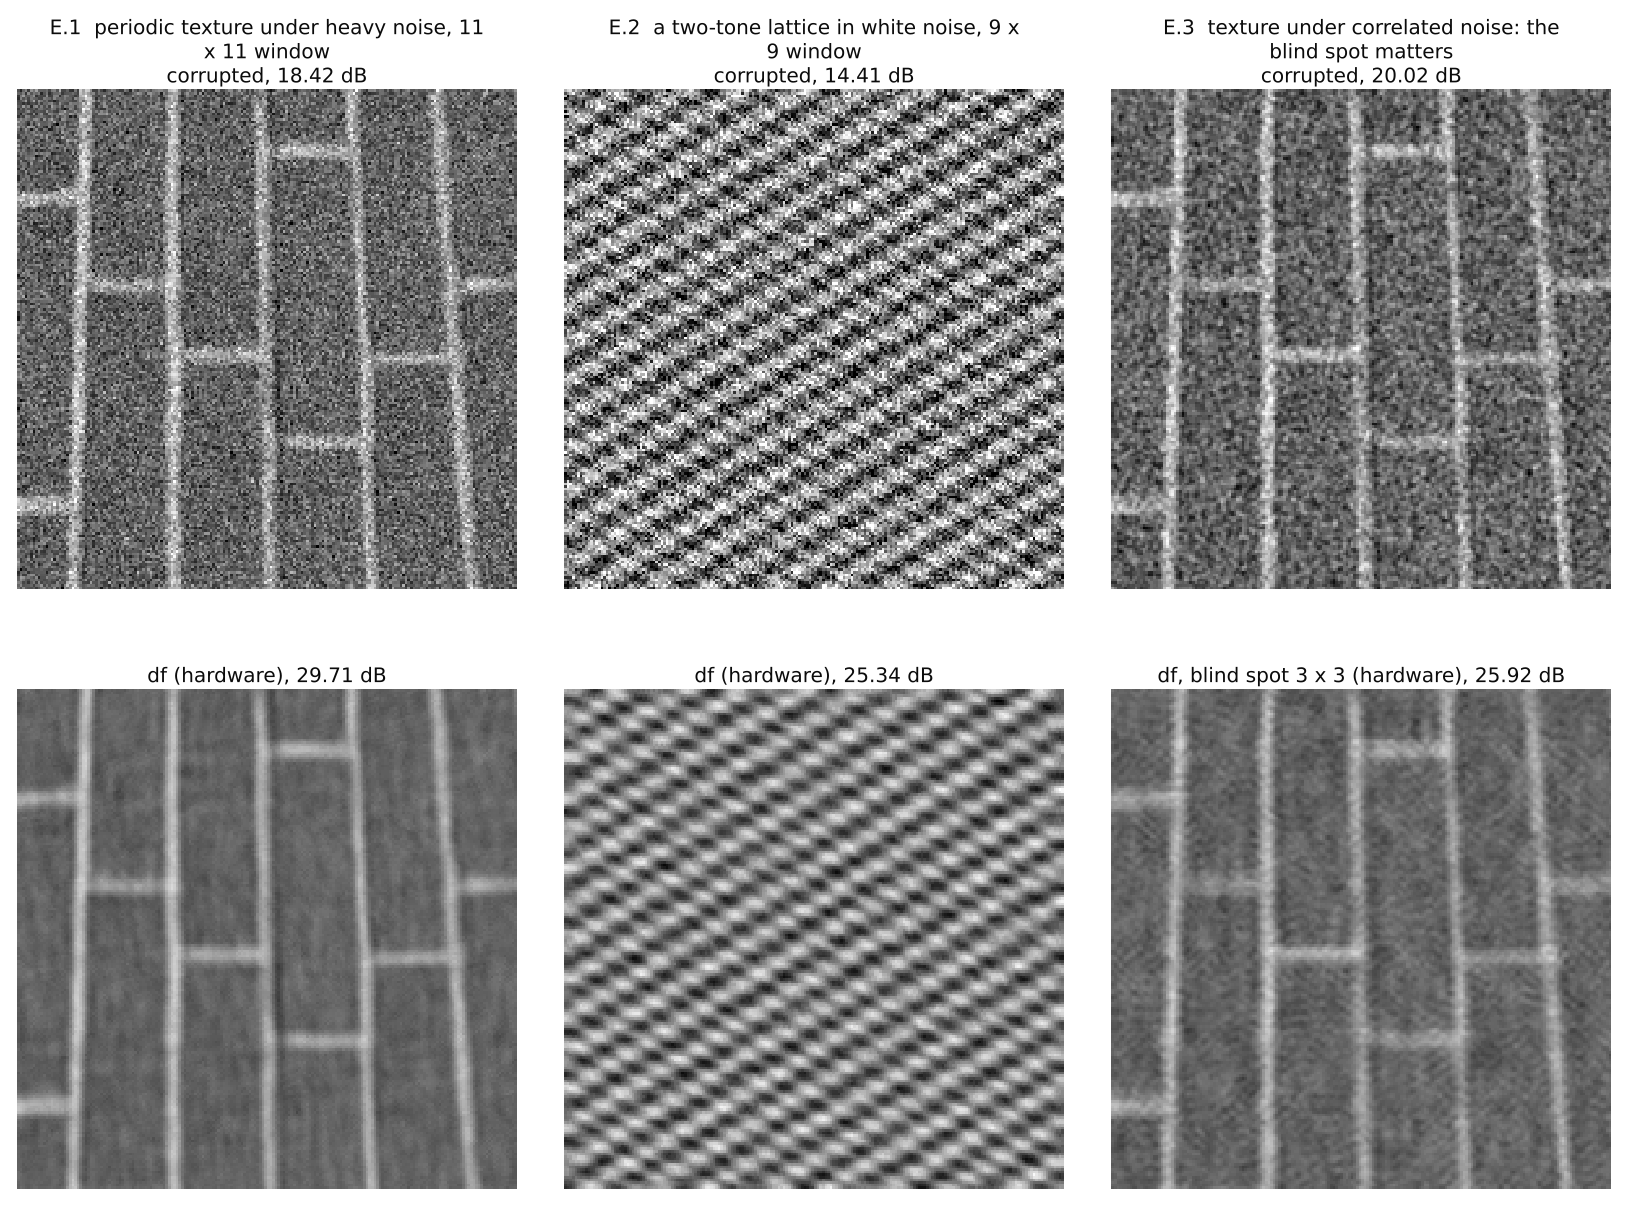 E.1  periodic texture under heavy noise, 11
x 11 window
corrupted, 18.42 dB
E.2  a two-tone lattice in white noise, 9 x
9 window
corrupted, 14.41 dB
E.3  texture under correlated noise: the
blind spot matters
corrupted, 20.02 dB
df (hardware), 29.71 dB
df (hardware), 25.34 dB
df, blind spot 3 x 3 (hardware), 25.92 dB